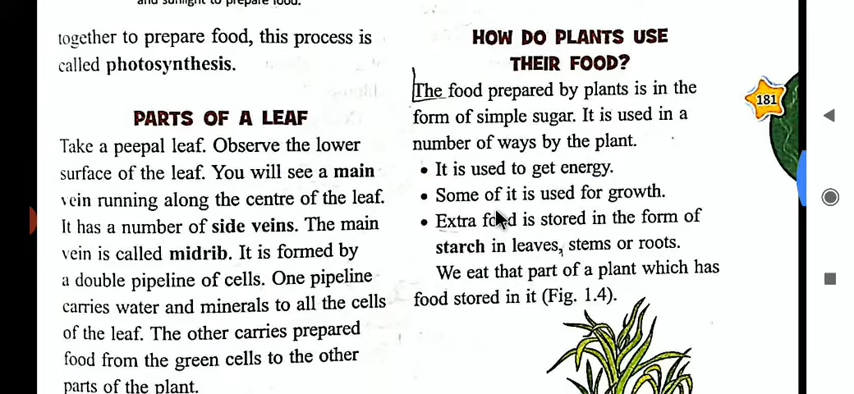 and sunlight to prepare food.
together to prepare food, this process is
called photosynthesis.
PARTS OF A LEAF
Take a peepal leaf. Observe the lower
surface of the leaf. You will see a main
vein running along the centre of the leaf.
It has a number of side veins. The main
vein is called midrib. It is formed by
a double pipeline of cells. One pipeline
carries water and minerals to all the cells
of the leaf. The other carries prepared
food from the green cells to the other
parts of the plant.
HOW DO PLANTS USE
THEIR FOOD?
The food prepared by plants is in the
form of simple sugar. It is used in a
number of ways by the plant.
• It is used to get energy.
• Some of it is used for growth.
• Extra food is stored in the form of
starch in leaves, stems or roots.
We eat that part of a plant which has
food stored in it (Fig. 1.4).
181